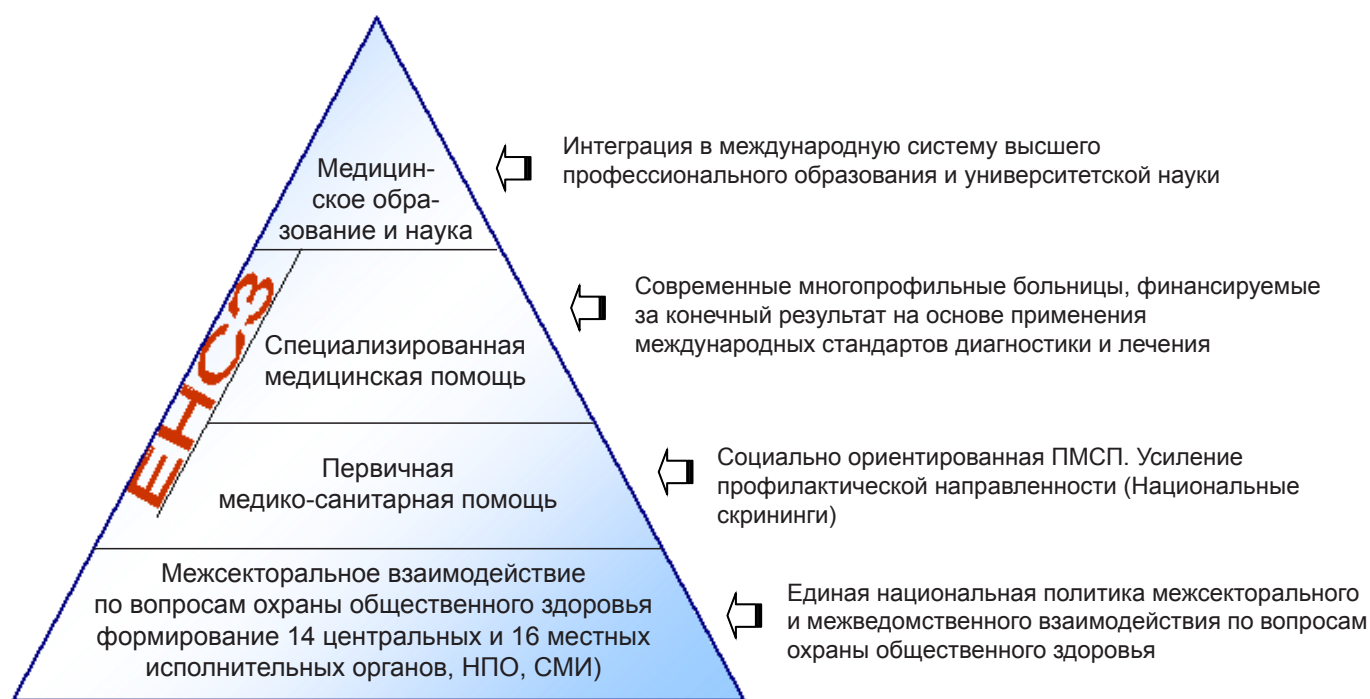 Медицин-
ское обра-
зование и наука
Интеграция в международную систему высшего
профессионального образования и университетской науки
ЕНСЗ
Специализированная
медицинская помощь
Современные многопрофильные больницы, финансируемые
за конечный результат на основе применения
международных стандартов диагностики и лечения
Первичная
медико-санитарная помощь
Социально ориентированная ПМСП. Усиление
профилактической направленности (Национальные
скрининги)
Межсекторальное взаимодействие
по вопросам охраны общественного здоровья
формирование 14 центральных и 16 местных
исполнительных органов, НПО, СМИ)
Единая национальная политика межсекторального
и межведомственного взаимодействия по вопросам
охраны общественного здоровья